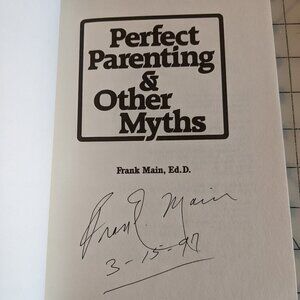 Perfect
Parenting
&
Other
Myths
Frank Main, Ed.D.
Frank Main
3-15-97